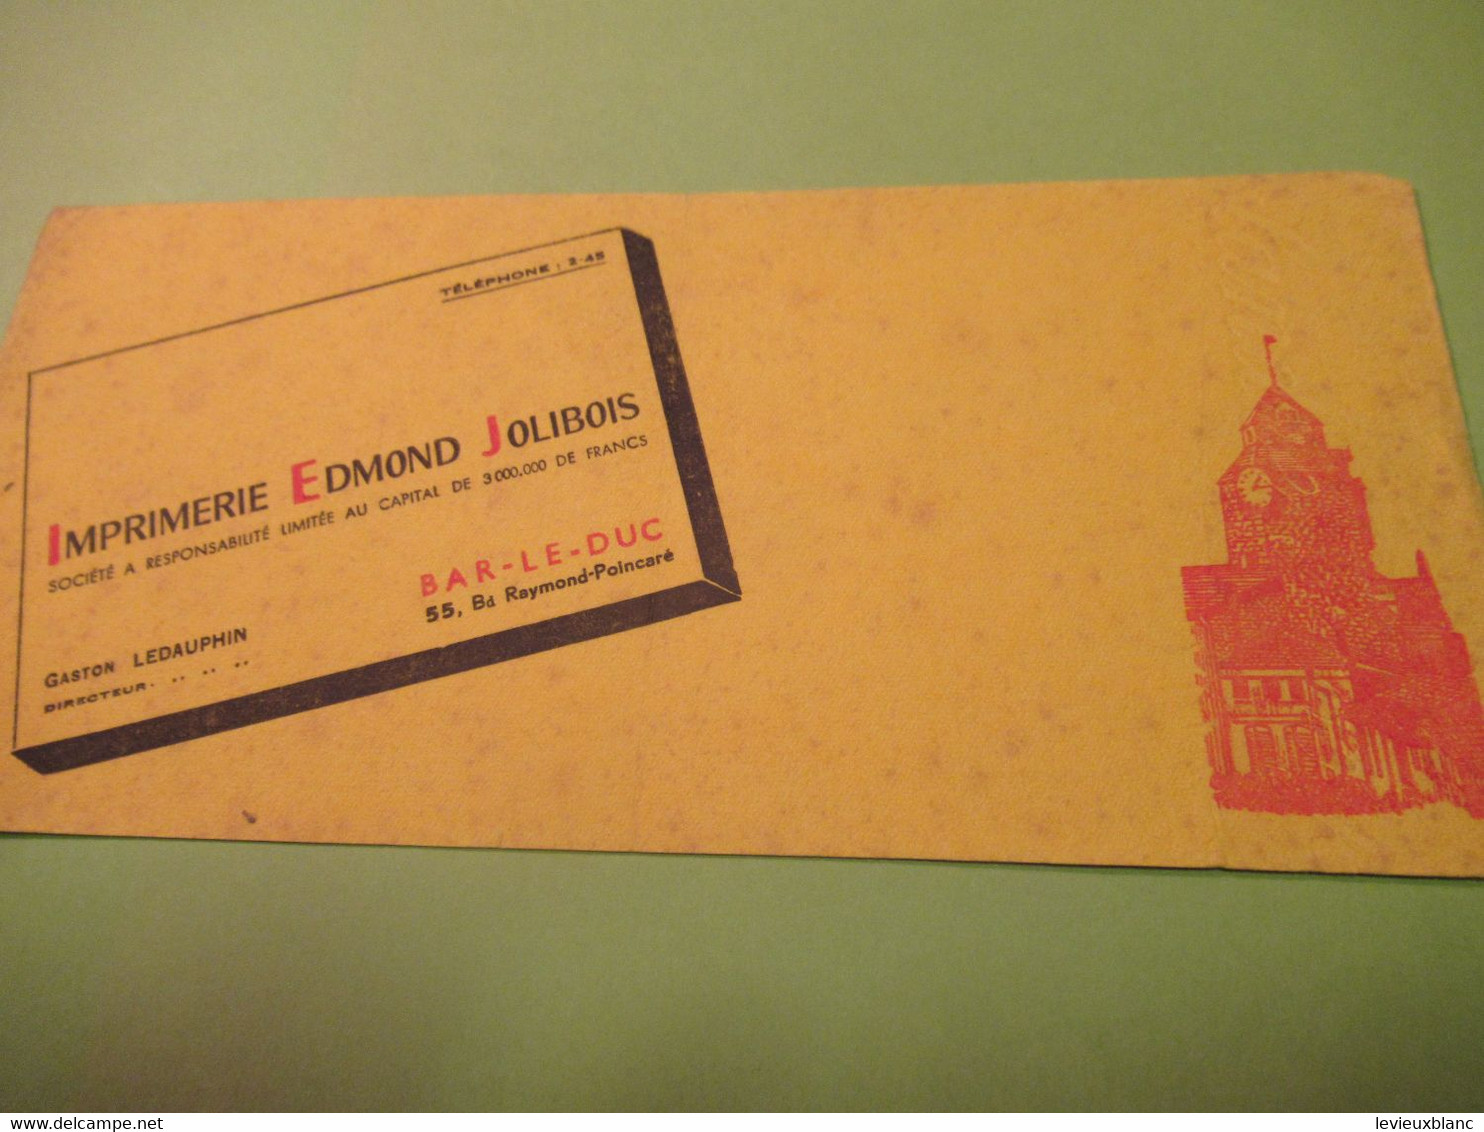 TÉLÉPHONE : 2-45
IMPRIMERIE EDMOND JOLIBOIS
SOCIÉTÉ A RESPONSABILITÉ LIMITÉE AU CAPITAL DE 3 000.000 DE FRANCS
BAR-LE-DUC
55, Bd Raymond-Poincaré
GASTON LEDAUPHIN
DIRECTEUR. .. .. ..
https://www.delcampe.net
levieuxblanc